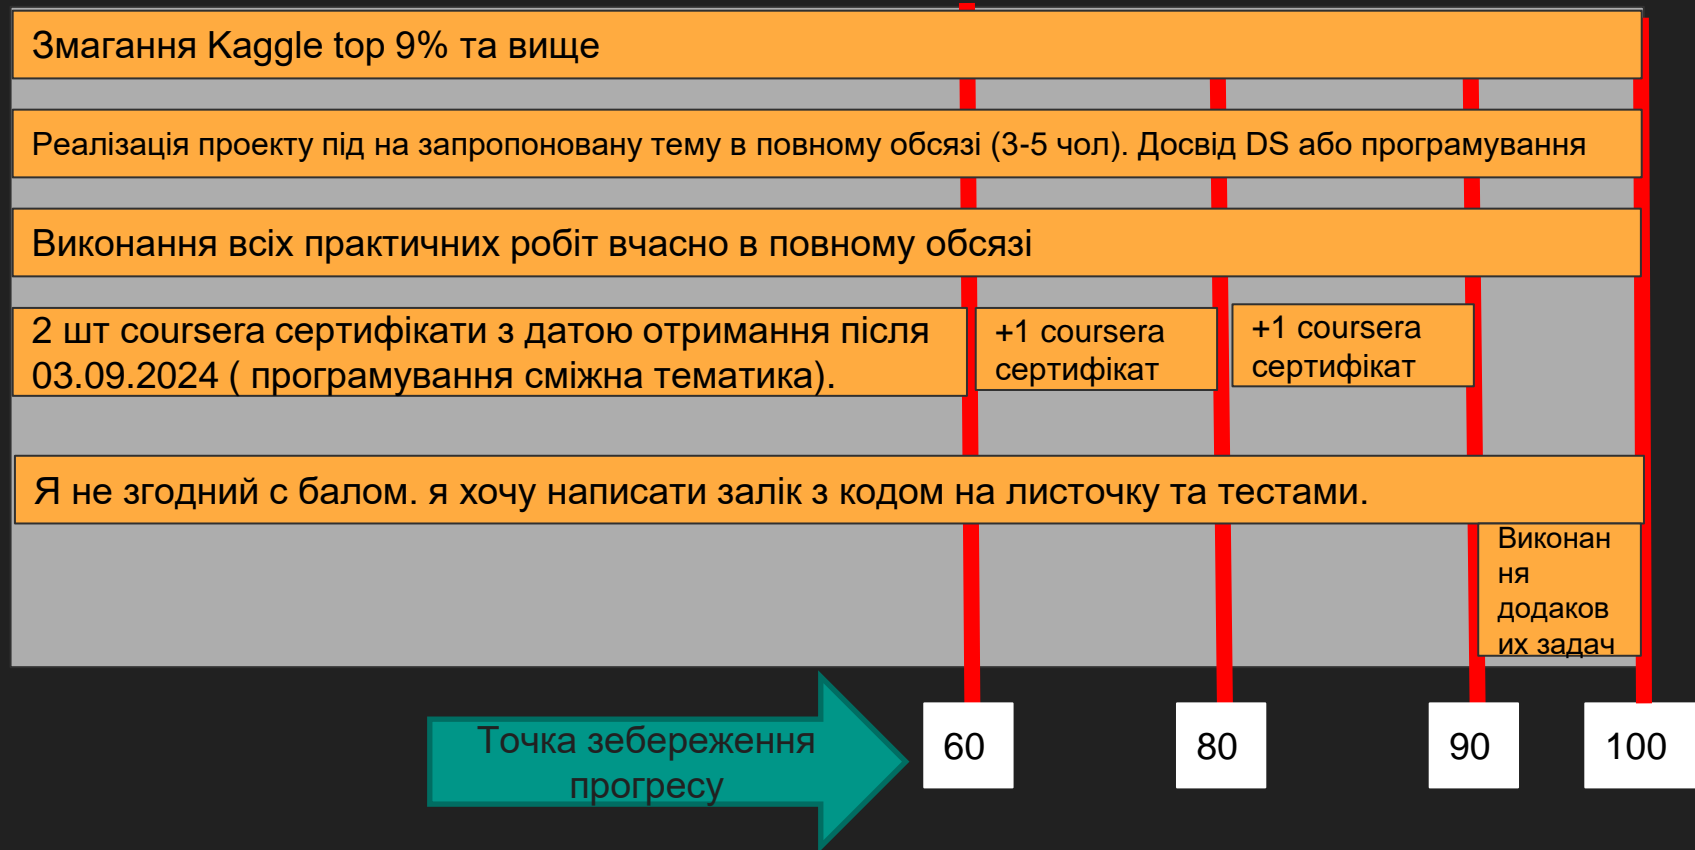 Змагання Kaggle top 9% та вище
Реалізація проекту під на запропоновану тему в повному обсязі (3-5 чол). Досвід DS або програмування
Виконання всіх практичних робіт вчасно в повному обсязі
2 шт coursera сертифікати з датою отримання після
03.09.2024 ( програмування сміжна тематика).
+1 coursera
сертифікат
+1 coursera
сертифікат
Я не згодний с балом. я хочу написати залік з кодом на листочку та тестами.
Виконан
ня
додаков
их задач
Точка зебереження
прогресу
60
80
90
100